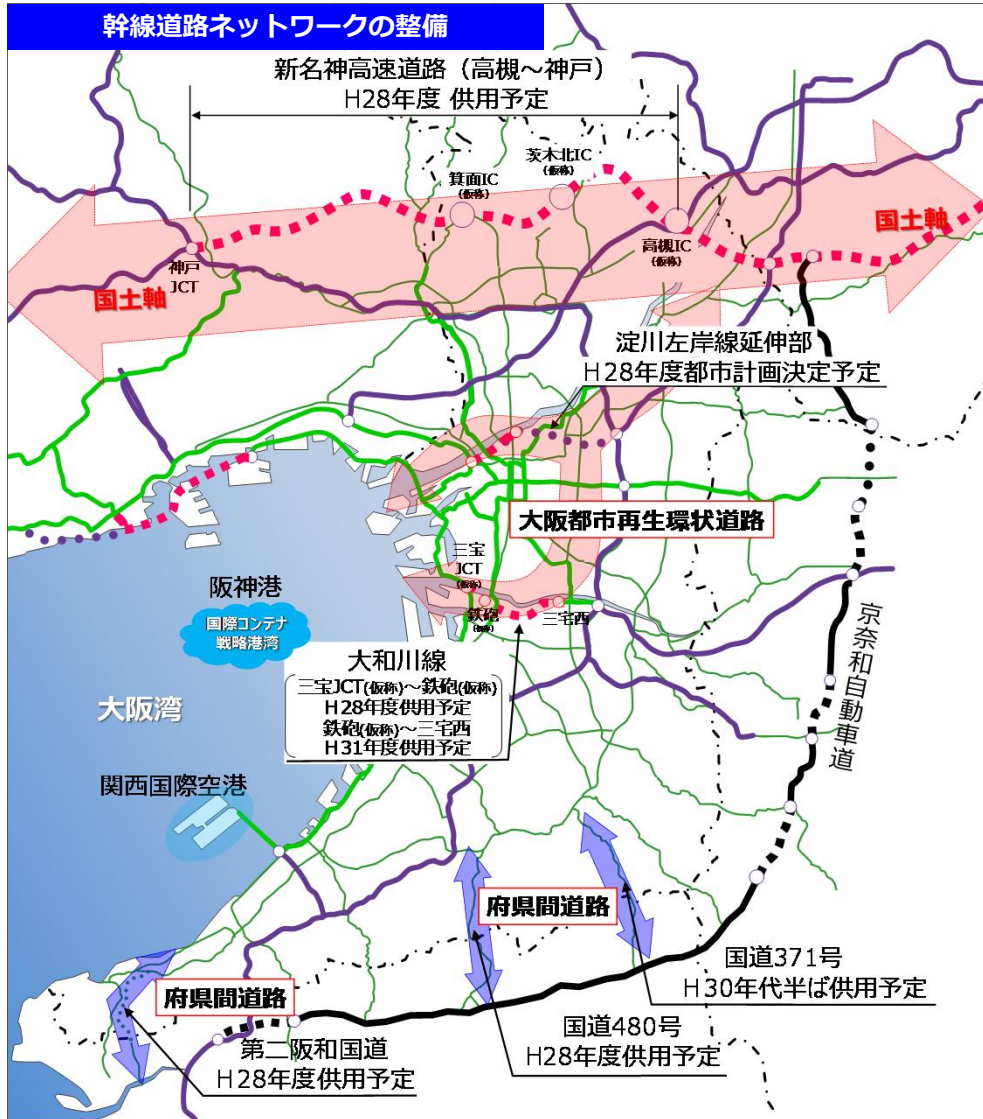 幹線道路ネットワークの整備
新名神高速道路（高槻～神戸）
H28年度 供用予定
茨木北IC
(仮称)
箕面IC
(仮称)
高槻IC
(仮称)
国土軸
神戸
JCT
国土軸
淀川左岸線延伸部
H28年度都市計画決定予定
大阪都市再生環状道路
三宝
JCT
(仮称)
鉄砲
(仮称)
三宅西
阪神港
国際コンテナ
戦略港湾
大和川線
三宝JCT(仮称)～鉄砲(仮称)
H28年度供用予定
鉄砲(仮称)～三宅西
H31年度供用予定
京奈和自動車道
大阪湾
関西国際空港
府県間道路
国道371号
H30年代半ば供用予定
府県間道路
国道480号
H28年度供用予定
第二阪和国道
H28年度供用予定